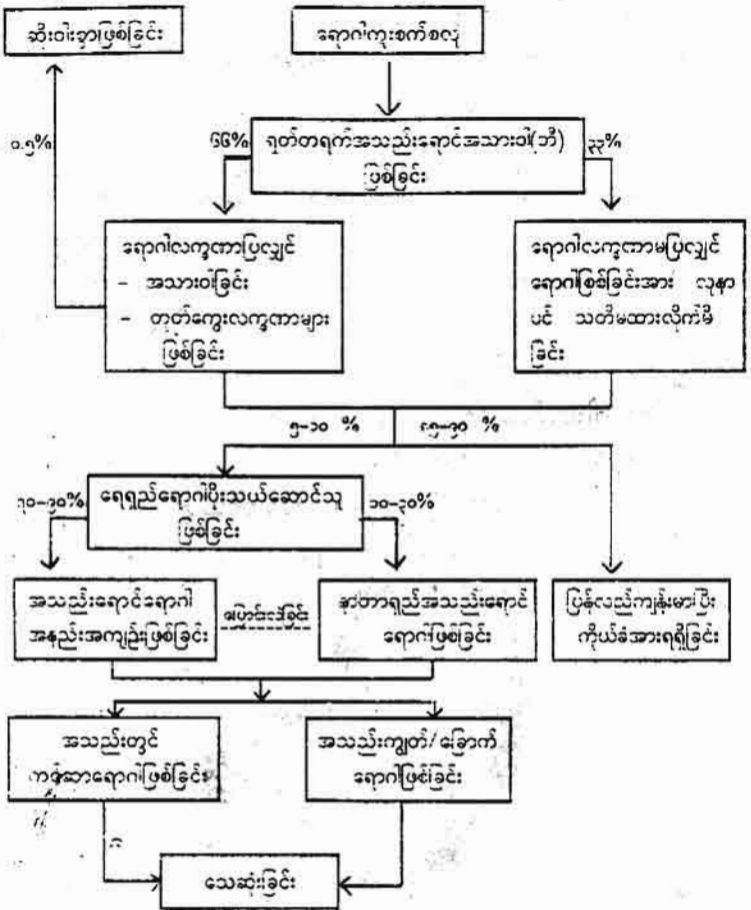 ဆိုးဝါးစွာဖြစ်ခြင်း
ရောဂါကူးစက်စလူ
၀.၅%
၆၆%
ရုတ်တရက်အသည်းရောင်အသားဝါ(ဘီ)
ဖြစ်ခြင်း
၃၃%
ရောဂါလက္ခဏာပြလျှင်
- အသားဝါခြင်း
- တုတ်ကွေးလက္ခဏာများ
ဖြစ်ခြင်း
ရောဂါလက္ခဏာမပြလျှင်
ရောဂါဖြစ်ခြင်းအား လူနာ
ပင် သတိမထားလိုက်မိ
ခြင်း
၅-၁၀ %
%
ရေရှည်ရောဂါပိုးသယ်ဆောင်သူ
ဖြစ်ခြင်း
၇၀-၉၀%
၁၀-၃၀%
အသည်းရောင်ရောဂါ
အနည်းအကျဉ်းဖြစ်ခြင်း
ပြောင်းလဲခြင်း
နာတာရှည်အသည်းရောင်
ရောဂါဖြစ်ခြင်း
ပြန်လည်ကျန်းမာပြီး
ကိုယ်ခံအားရရှိခြင်း
အသည်းတွင်
ကင်ဆာရောဂါဖြစ်ခြင်း
အသည်းကျွတ်/ခြောက်
ရောဂါဖြစ်ခြင်း
သေဆုံးခြင်း